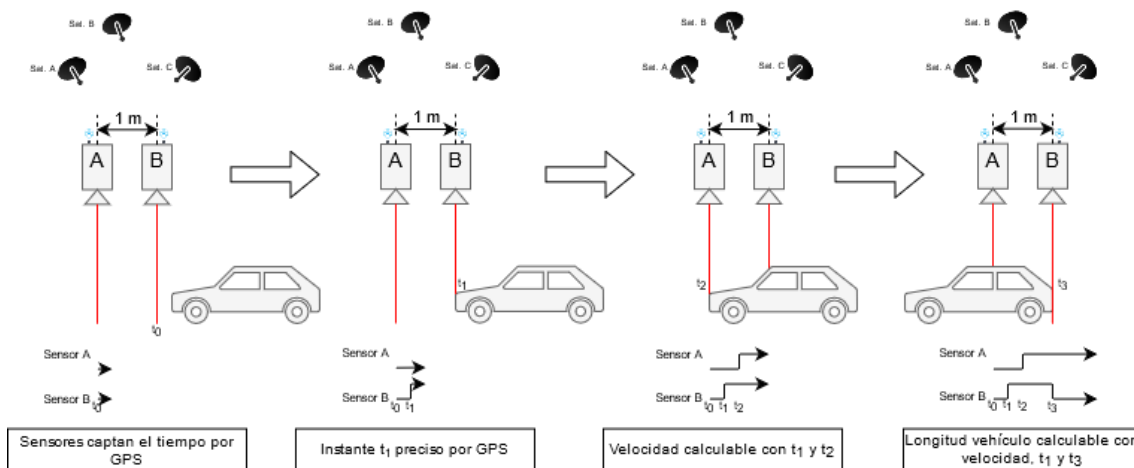 Sat. B
Sat. A
Sat. C
1 m
A
B
t0
Sensor A
Sensor B
t0
Sensores captan el tiempo por
GPS
Sat. B
Sat. A
Sat. C
1 m
A
B
t1
Sensor A
Sensor B
t0 t1
Instante t1 preciso por GPS
Sat. B
Sat. A
Sat. C
1 m
A
B
t2
Sensor A
Sensor B
t0 t1 t2
Velocidad calculable con t1 y t2
Sat. B
Sat. A
Sat. C
1 m
A
B
t3
Sensor A
Sensor B
t0 t1 t2 t3
Longitud vehículo calculable con
velocidad, t1 y t3